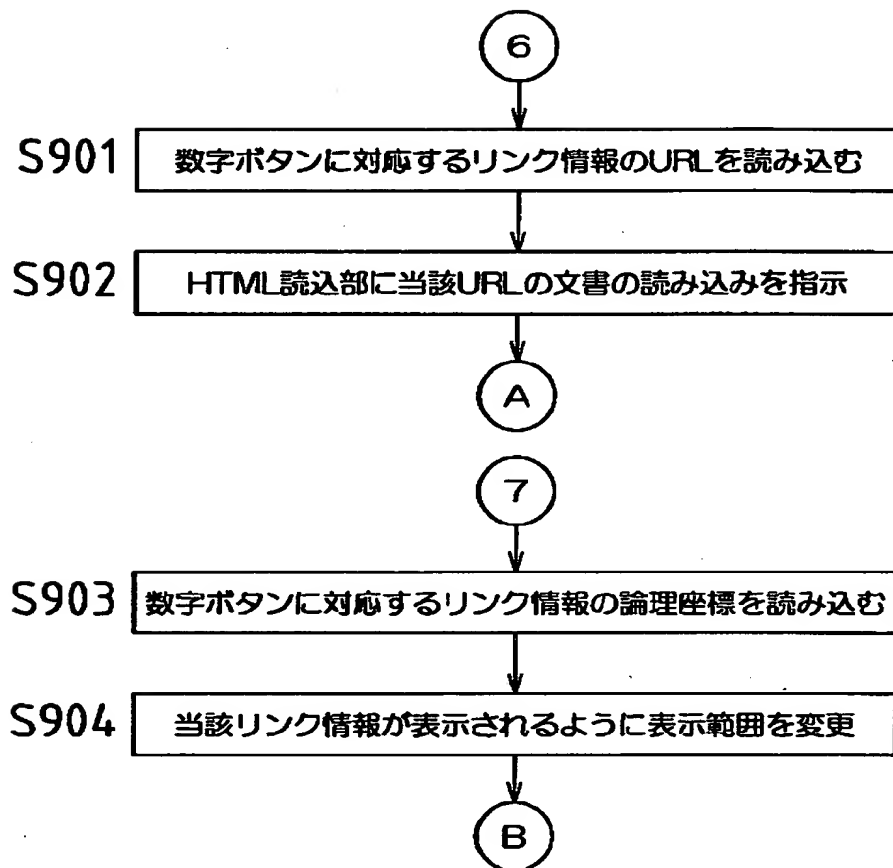 6
S901 数字ボタンに対応するリンク情報のURLを読み込む
S902 HTML読込部に当該URLの文書の読み込みを指示
A
7
S903 数字ボタンに対応するリンク情報の論理座標を読み込む
S904 当該リンク情報が表示されるように表示範囲を変更
B